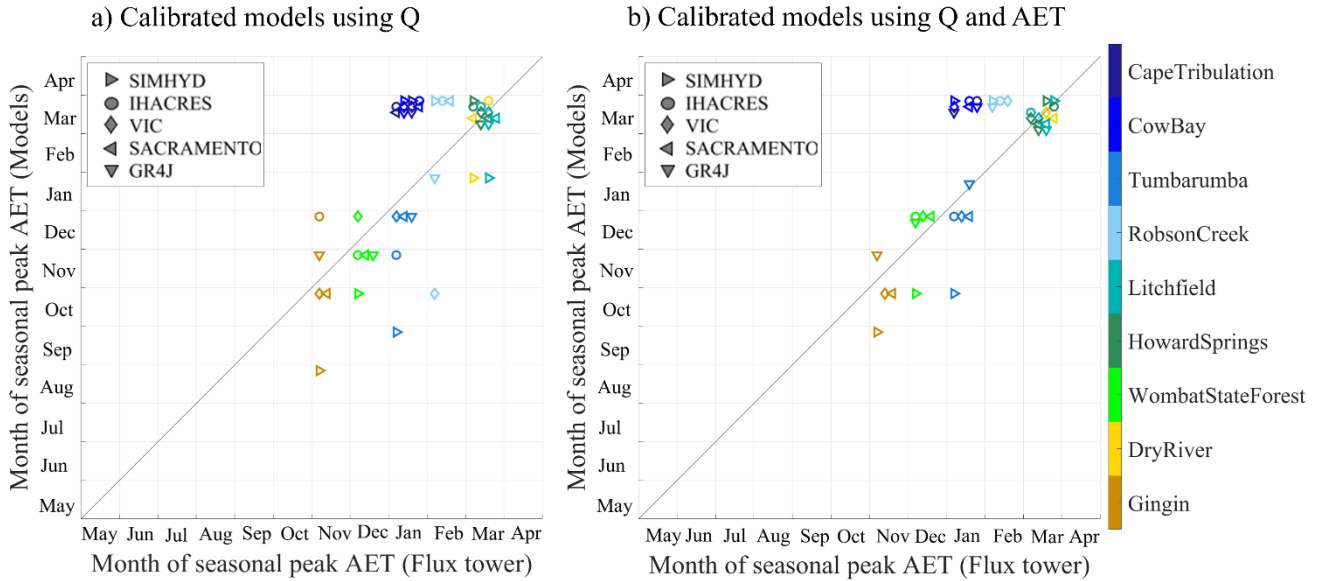 a) Calibrated models using Q
b) Calibrated models using Q and AET
Month of seasonal peak AET (Models)
Apr
Mar
Feb
Jan
Dec
Nov
Oct
Sep
Aug
Jul
Jun
May
SIMHYD
IHACRES
VIC
SACRAMENTO
GR4J
May Jun Jul Aug Sep Oct Nov Dec Jan Feb Mar Apr
Month of seasonal peak AET (Flux tower)
Month of seasonal peak AET (Models)
Apr
Mar
Feb
Jan
Dec
Nov
Oct
Sep
Aug
Jul
Jun
May
SIMHYD
IHACRES
VIC
SACRAMENTO
GR4J
May Jun Jul Aug Sep Oct Nov Dec Jan Feb Mar Apr
Month of seasonal peak AET (Flux tower)
CapeTribulation
CowBay
Tumbarumba
RobsonCreek
Litchfield
HowardSprings
WombatStateForest
DryRiver
Gingin